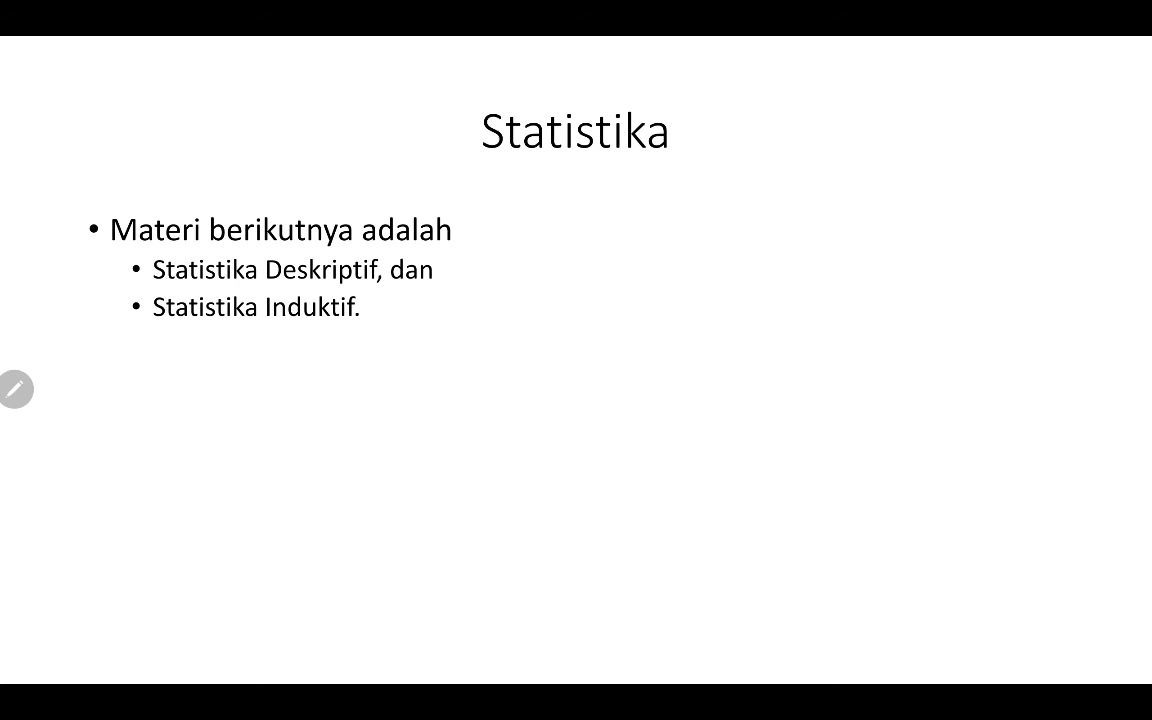 Statistika
• Materi berikutnya adalah
• Statistika Deskriptif, dan
• Statistika Induktif.